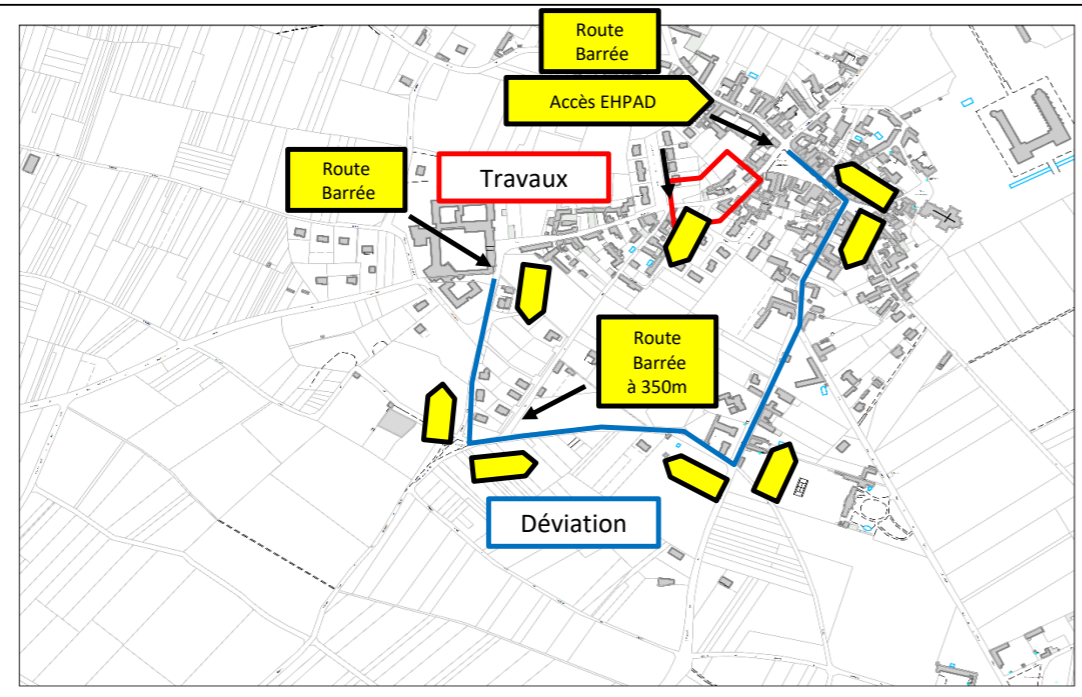 Route
Barrée
Accès EHPAD
Route
Barrée
Travaux
Route
Barrée
à 350m
Déviation